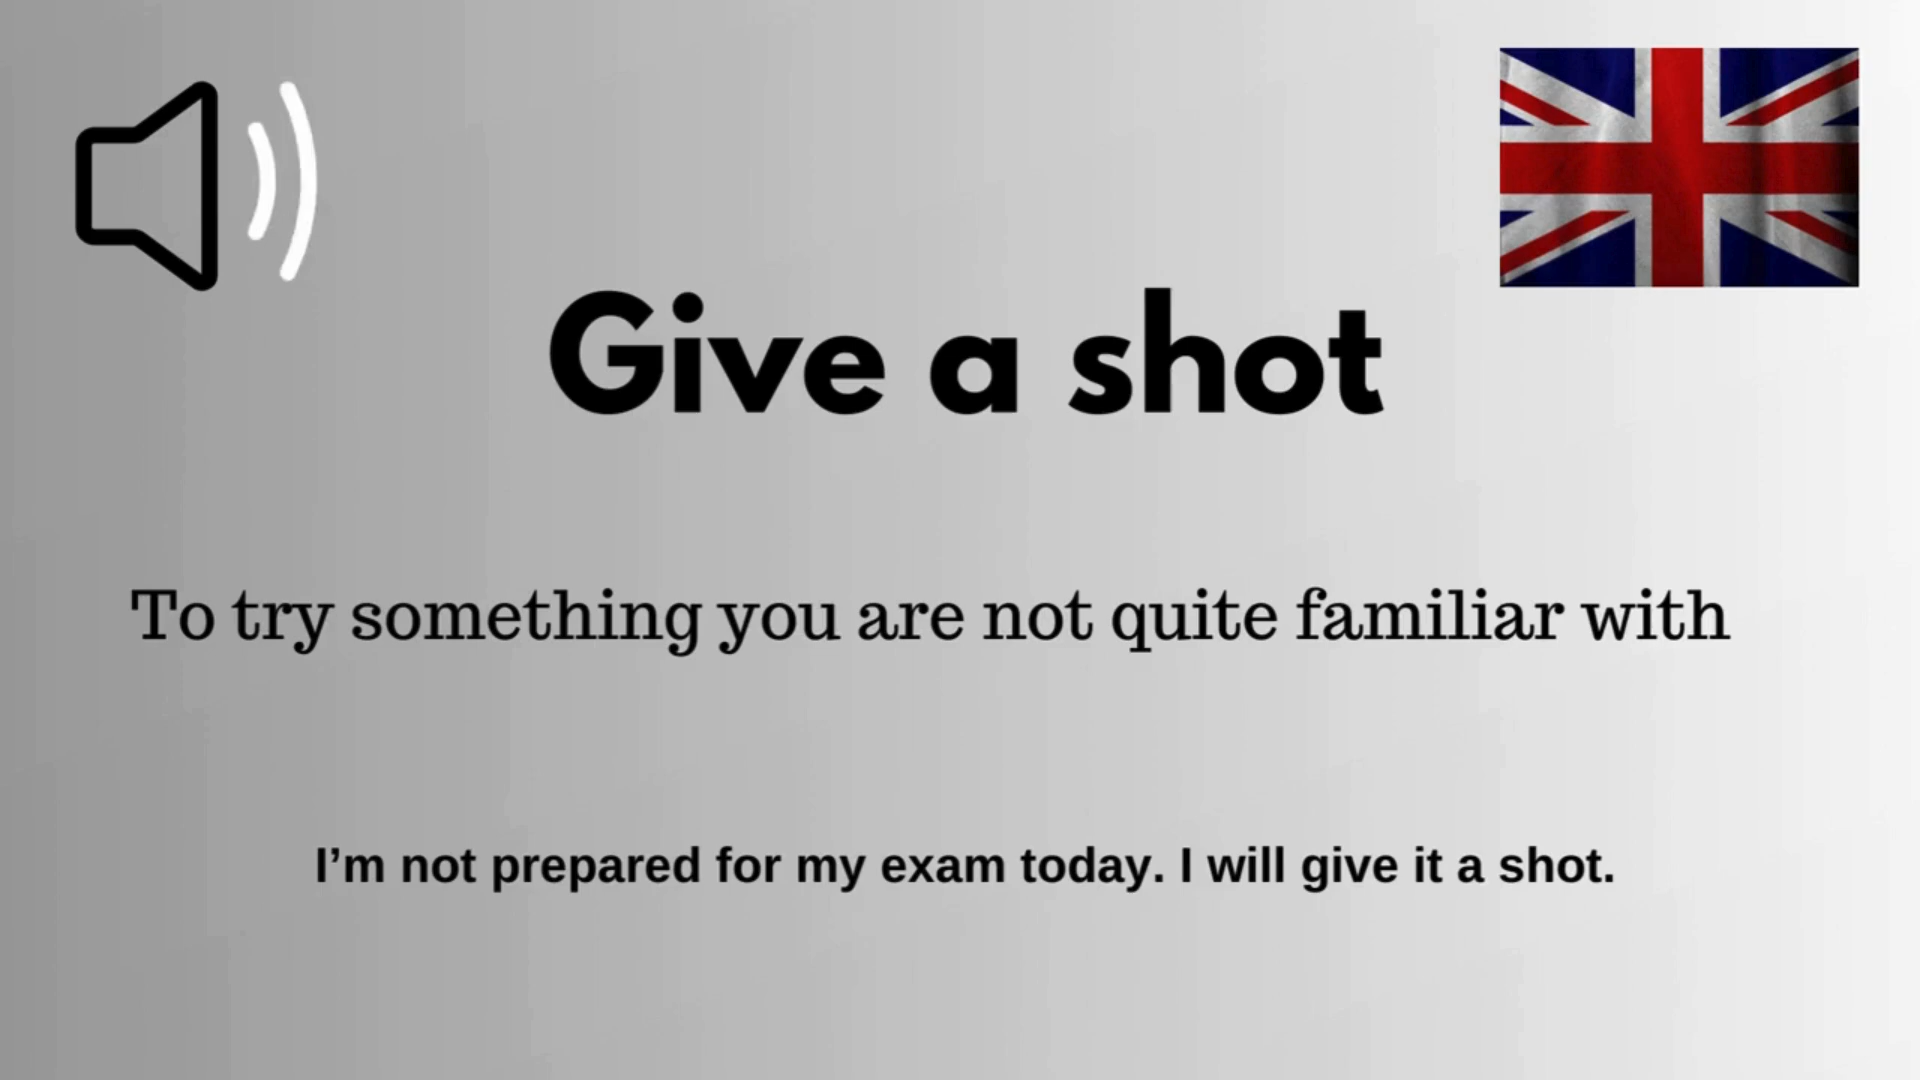 Give a shot
To try something you are not quite familiar with
I’m not prepared for my exam today. I will give it a shot.